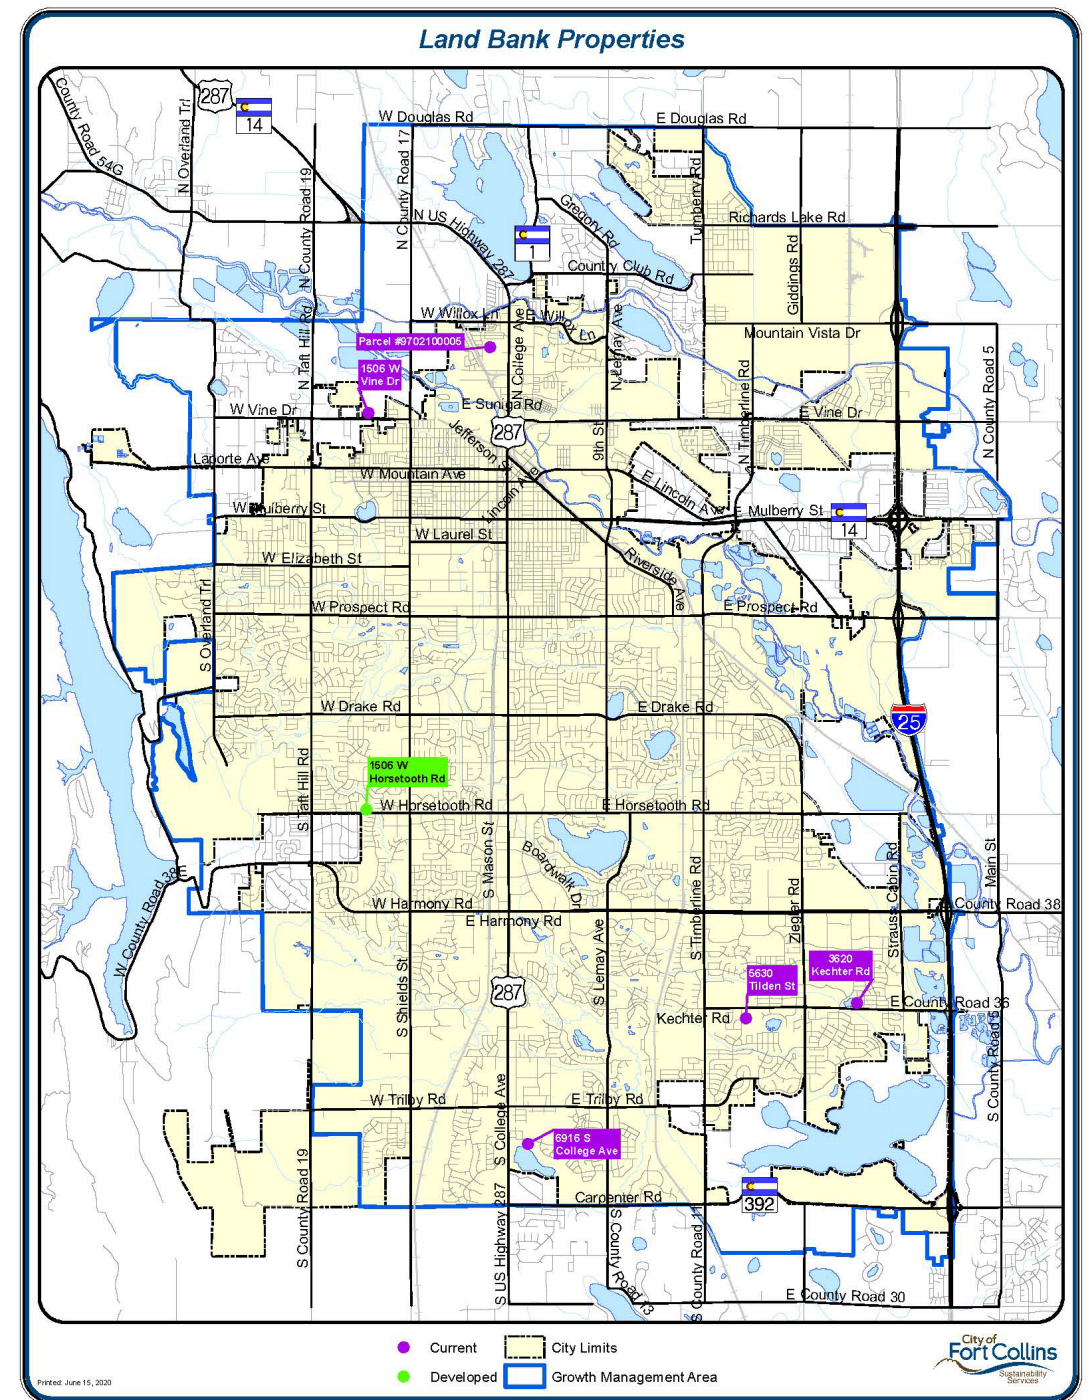 Land Bank Properties
287
14
County Road 54G
N Overland Trl
W Douglas Rd
E Douglas Rd
N County Road 17
N County Road 19
Turnberry Rd
N US Highway 287
Gregory Rd
1
Richards Lake Rd
Giddings Rd
Country Club Rd
N County Road 5
W Willox Ln
E Willox Ln
N Taft Hill Rd
N College Ave
N Lemay Ave
Mountain Vista Dr
Parcel #9702100005
1506 W
Vine Dr
N Timberline Rd
W Vine Dr
E Suniga Rd
E Vine Dr
Jefferson St
287
9th St
Laporte Ave
W Mountain Ave
Lincoln Ave
E Lincoln Ave
W Mulberry St
E Mulberry St
14
W Laurel St
W Elizabeth St
Riverside Ave
S Overland Trl
W Prospect Rd
E Prospect Rd
W Drake Rd
E Drake Rd
25
S Taft Hill Rd
1506 W
Horsetooth Rd
W Horsetooth Rd
E Horsetooth Rd
S Mason St
Boardwalk Dr
S Timberline Rd
Ziegler Rd
Strauss Cabin Rd
Main St
W County Road 38E
W Harmony Rd
E Harmony Rd
E County Road 38
S Lemay Ave
S Shields St
287
5630
Tilden St
3620
Kechter Rd
Kechter Rd
E County Road 36
S County Road 5
W Trilby Rd
E Trilby Rd
S College Ave
6916 S
College Ave
S County Road 19
S US Highway 287
Carpenter Rd
392
S County Road 13
S County Road 11
E County Road 30
Current
City Limits
Developed
Growth Management Area
City of
Fort Collins
Sustainability
Services
Printed: June 15, 2020